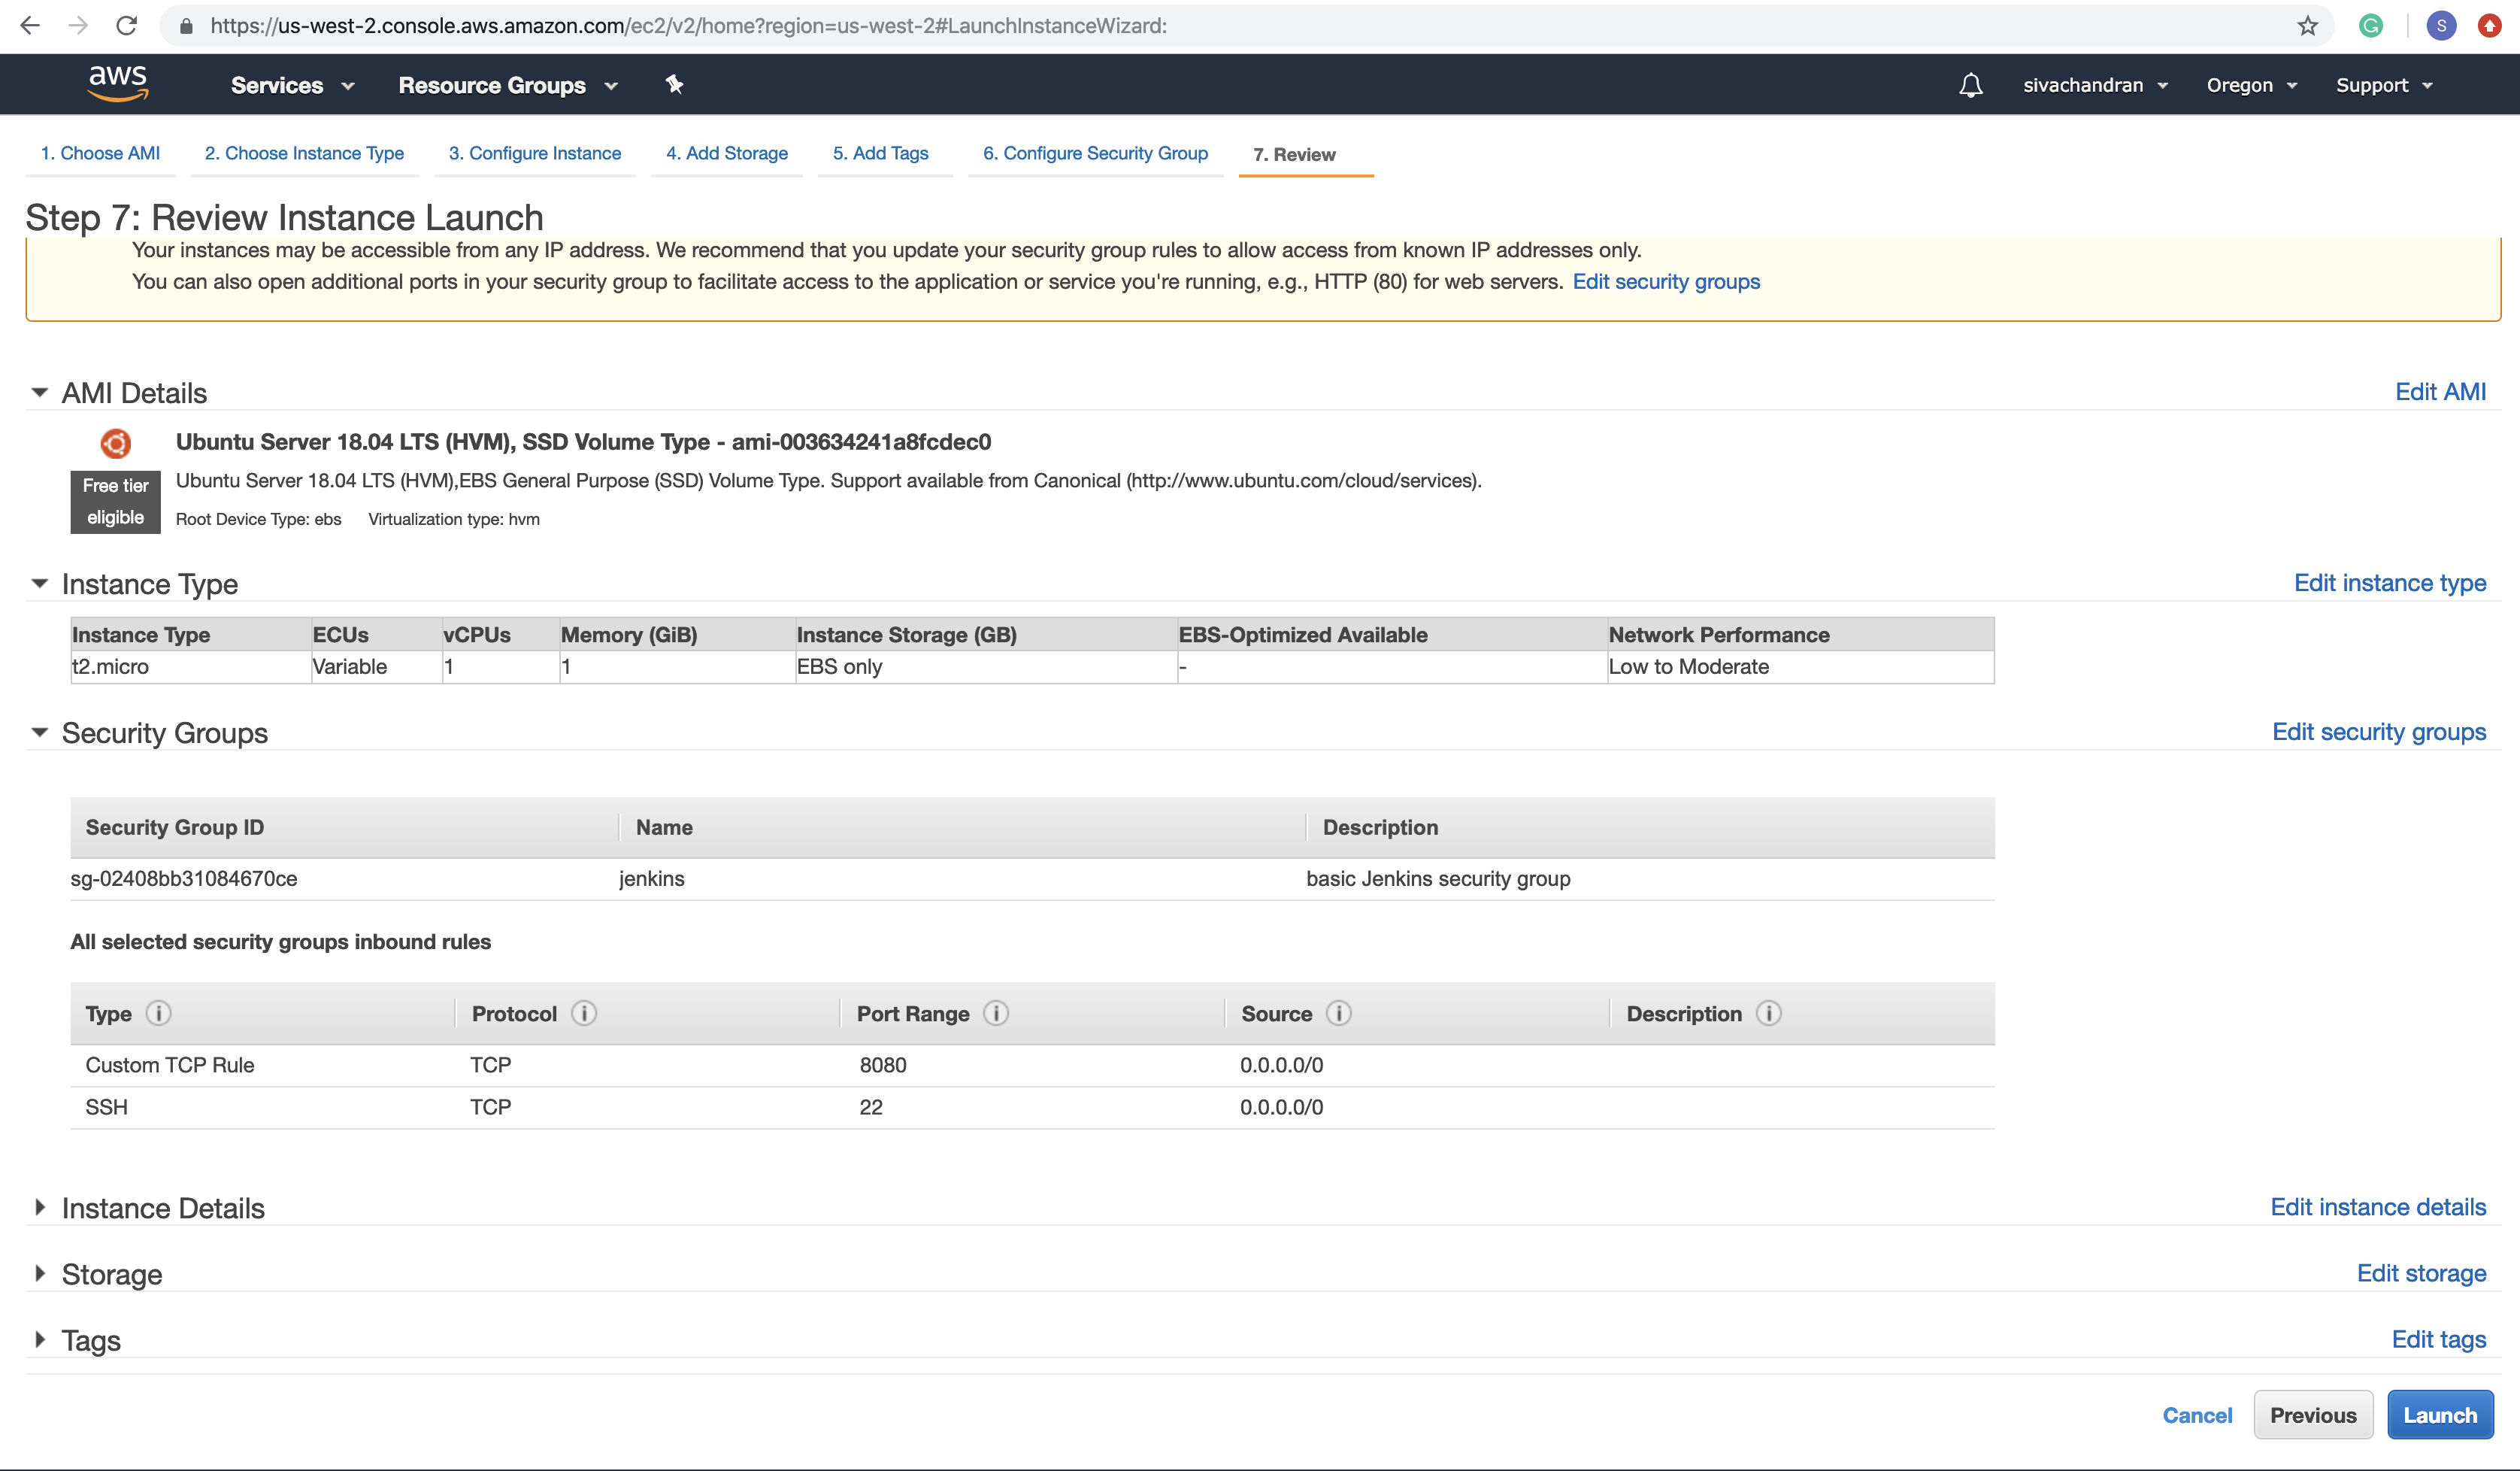 https://us-west-2.console.aws.amazon.com/ec2/v2/home?region=us-west-2#LaunchInstanceWizard:
G
S
aws Services Resource Groups sivachandran Oregon Support
1. Choose AMI 2. Choose Instance Type 3. Configure Instance 4. Add Storage 5. Add Tags 6. Configure Security Group 7. Review
Step 7: Review Instance Launch
Your instances may be accessible from any IP address. We recommend that you update your security group rules to allow access from known IP addresses only.
You can also open additional ports in your security group to facilitate access to the application or service you're running, e.g., HTTP (80) for web servers. Edit security groups
AMI Details Edit AMI
Ubuntu Server 18.04 LTS (HVM), SSD Volume Type - ami-003634241a8fcdec0
Free tier eligible
Ubuntu Server 18.04 LTS (HVM),EBS General Purpose (SSD) Volume Type. Support available from Canonical (http://www.ubuntu.com/cloud/services).
Root Device Type: ebs Virtualization type: hvm
Instance Type Edit instance type
Instance Type ECUs vCPUs Memory (GiB) Instance Storage (GB) EBS-Optimized Available Network Performance
t2.micro Variable 1 1 EBS only - Low to Moderate
Security Groups Edit security groups
Security Group ID Name Description
sg-02408bb31084670ce jenkins basic Jenkins security group
All selected security groups inbound rules
Type i Protocol i Port Range i Source i Description i
Custom TCP Rule TCP 8080 0.0.0.0/0
SSH TCP 22 0.0.0.0/0
Instance Details Edit instance details
Storage Edit storage
Tags Edit tags
Cancel Previous Launch